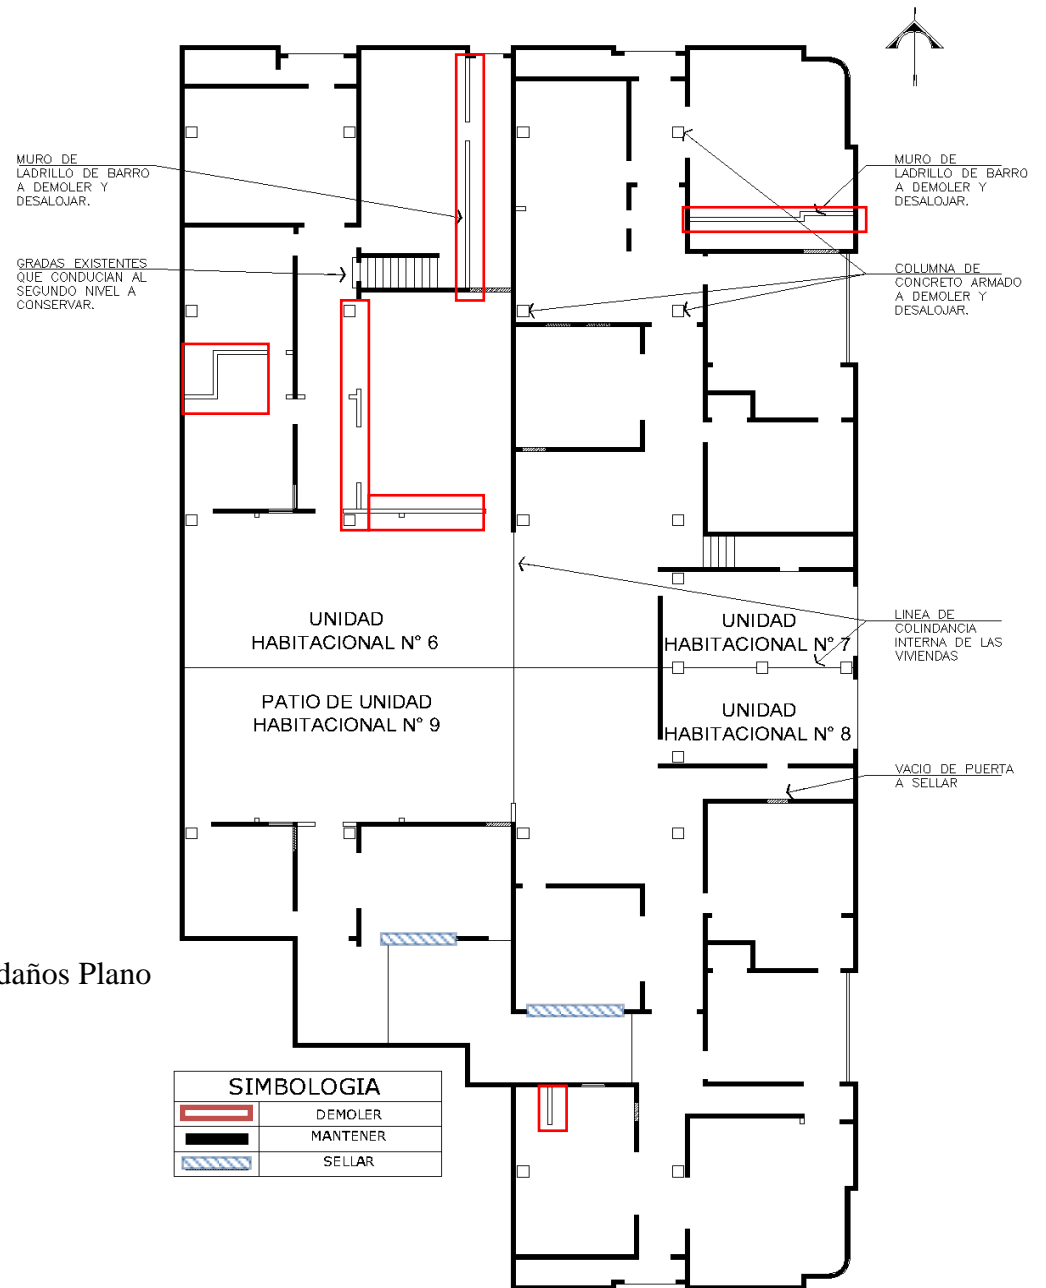 MURO DE
LADRILLO DE BARRO
A DEMOLER Y
DESALOJAR.
GRADAS EXISTENTES
QUE CONDUCIAN AL
SEGUNDO NIVEL A
CONSERVAR.
MURO DE
LADRILLO DE BARRO
A DEMOLER Y
DESALOJAR.
COLUMNA DE
CONCRETO ARMADO
A DEMOLER Y
DESALOJAR.
UNIDAD
HABITACIONAL N° 6
UNIDAD
HABITACIONAL N° 7
LINEA DE
COLINDANCIA
INTERNA DE LAS
VIVIENDAS
PATIO DE UNIDAD
HABITACIONAL N° 9
UNIDAD
HABITACIONAL N° 8
VACIO DE PUERTA
A SELLAR
daños Plano
SIMBOLOGIA
DEMOLER
MANTENER
SELLAR